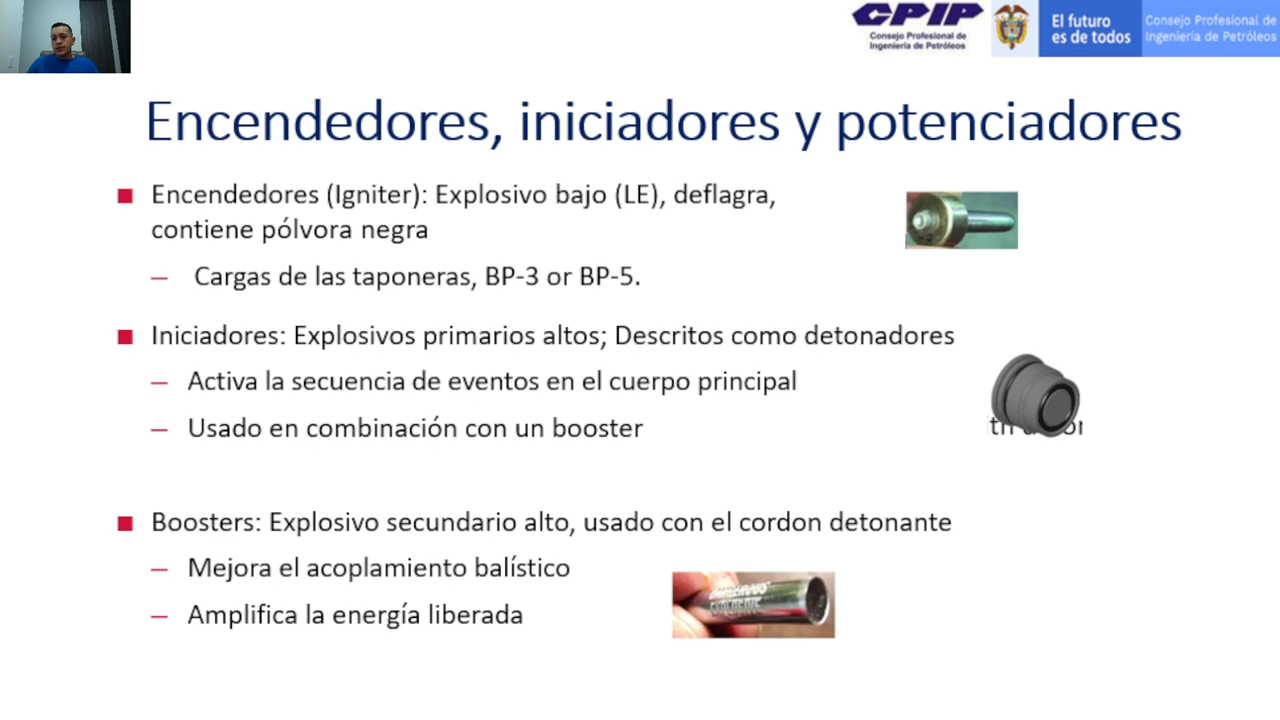 CPIP
Consejo Profesional de
Ingeniería de Petróleos
El futuro
es de todos
Consejo Profesional de
Ingeniería de Petróleos
Encendedores, iniciadores y potenciadores
■ Encendedores (Igniter): Explosivo bajo (LE), deflagra,
contiene pólvora negra
– Cargas de las taponeras, BP-3 or BP-5.
■ Iniciadores: Explosivos primarios altos; Descritos como detonadores
– Activa la secuencia de eventos en el cuerpo principal
– Usado en combinación con un booster
■ Boosters: Explosivo secundario alto, usado con el cordon detonante
– Mejora el acoplamiento balístico
– Amplifica la energía liberada